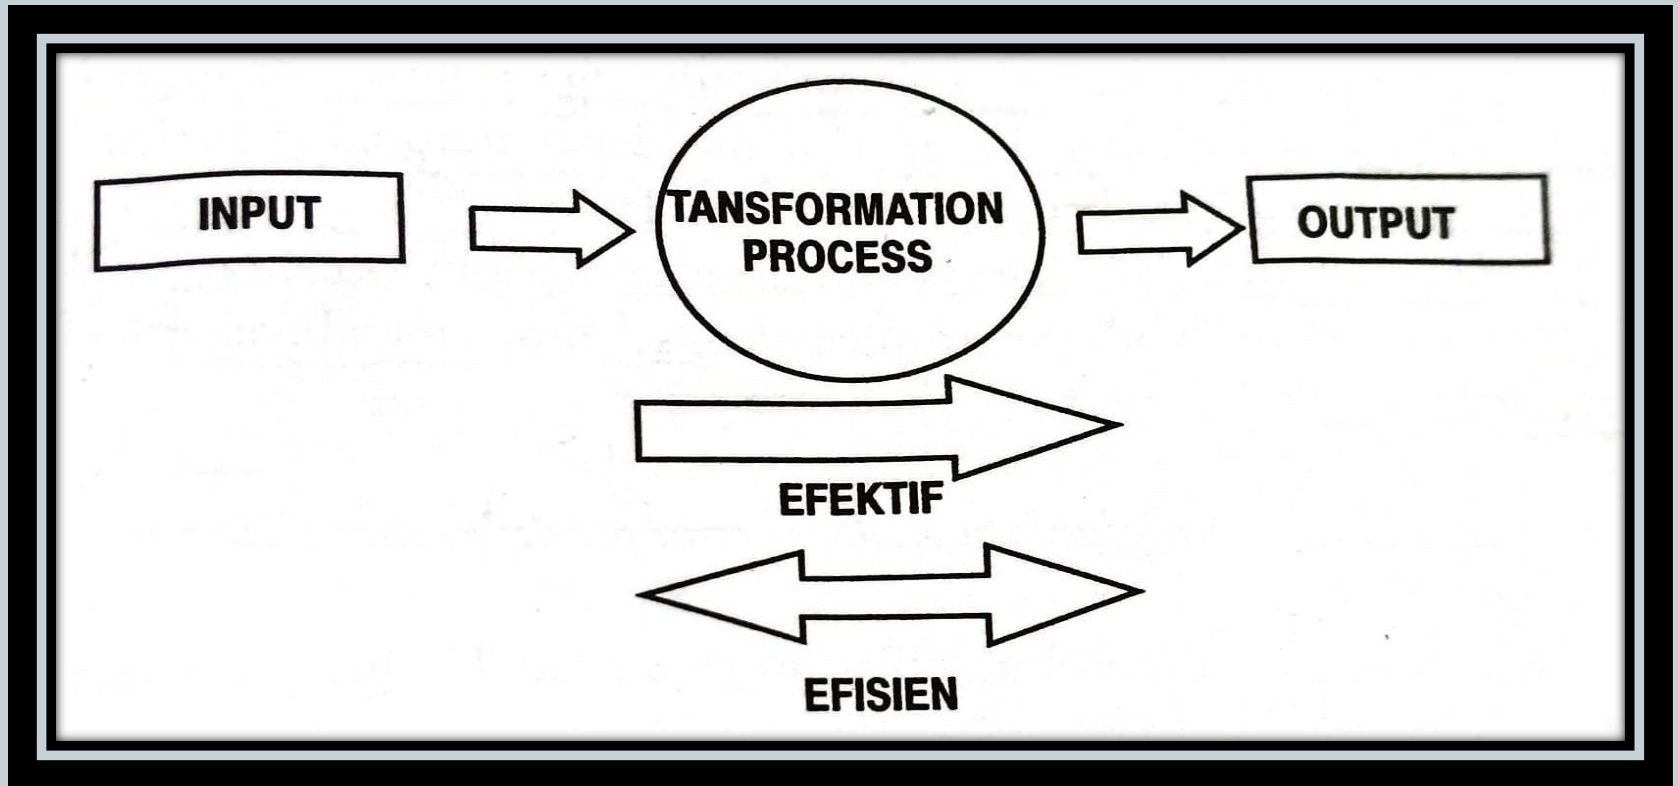 INPUT
TANSFORMATION
PROCESS
OUTPUT
EFEKTIF
EFISIEN